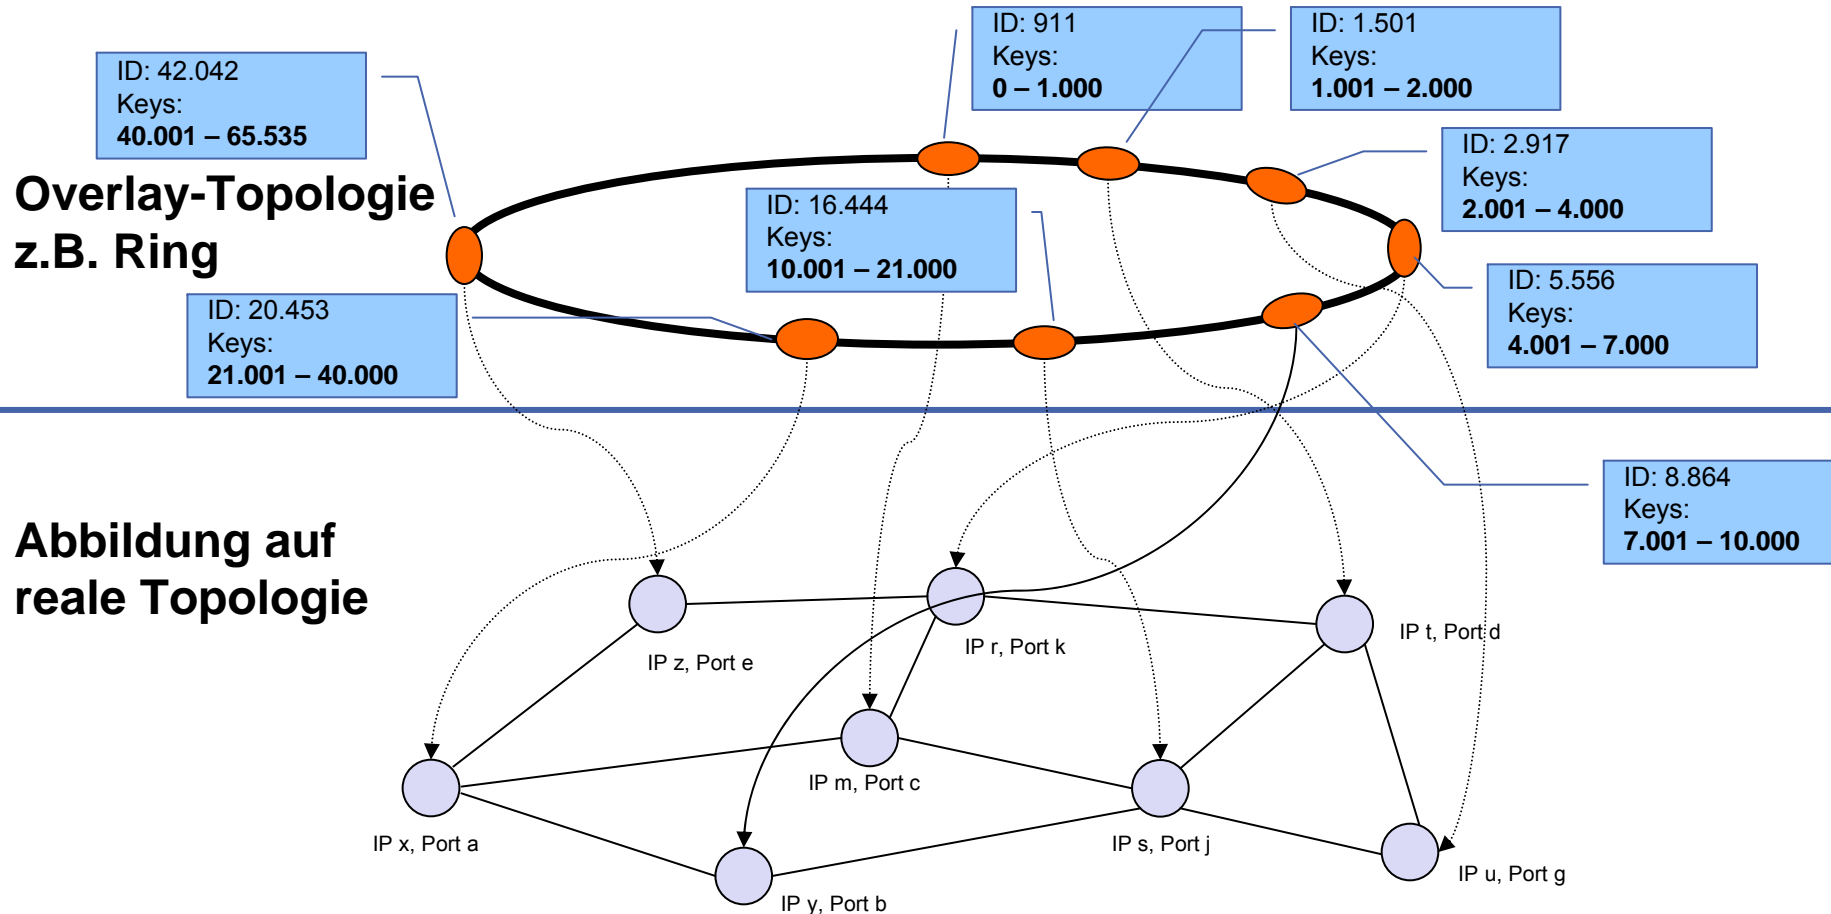 ID: 911
Keys:
0 – 1.000
ID: 1.501
Keys:
1.001 – 2.000
ID: 42.042
Keys:
40.001 – 65.535
ID: 2.917
Keys:
2.001 – 4.000
Overlay-Topologie
z.B. Ring
ID: 16.444
Keys:
10.001 – 21.000
ID: 5.556
Keys:
4.001 – 7.000
ID: 20.453
Keys:
21.001 – 40.000
ID: 8.864
Keys:
7.001 – 10.000
Abbildung auf
reale Topologie
IP z, Port e
IP r, Port k
IP t, Port d
IP m, Port c
IP x, Port a
IP s, Port j
IP u, Port g
IP y, Port b